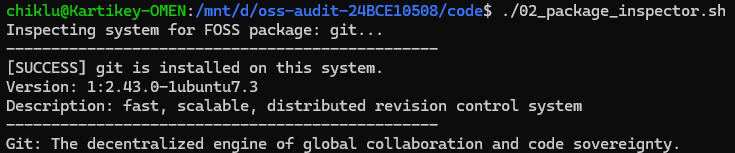 chiklu@Kartikey-OMEN:/mnt/d/oss-audit-24BCE10508/code$ ./02_package_inspector.sh
Inspecting system for FOSS package: git...
------------------------------------------------
[SUCCESS] git is installed on this system.
Version: 1:2.43.0-1ubuntu7.3
Description: fast, scalable, distributed revision control system
------------------------------------------------
Git: The decentralized engine of global collaboration and code sovereignty.